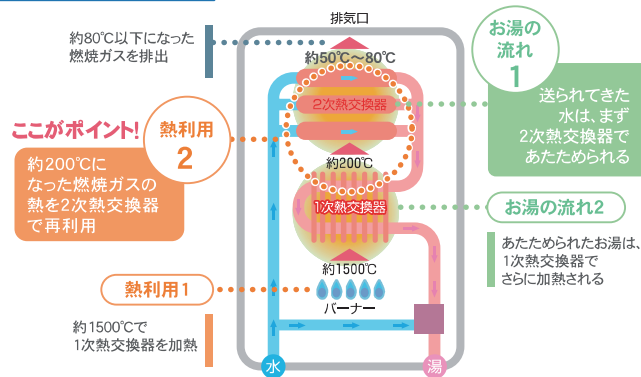 排気口
約80℃以下になった
燃焼ガスを排出
約50℃〜80℃
お湯の
流れ
1
送られてきた
水は、まず
2次熱交換器で
あたためられる
2次熱交換器
ここがポイント!
熱利用
2
約200℃に
なった燃焼ガスの
熱を2次熱交換器
で再利用
約200℃
1次熱交換器
お湯の流れ2
あたためられたお湯は、
1次熱交換器で
さらに加熱される
約1500℃
熱利用1
バーナー
約1500℃で
1次熱交換器を加熱
水
湯